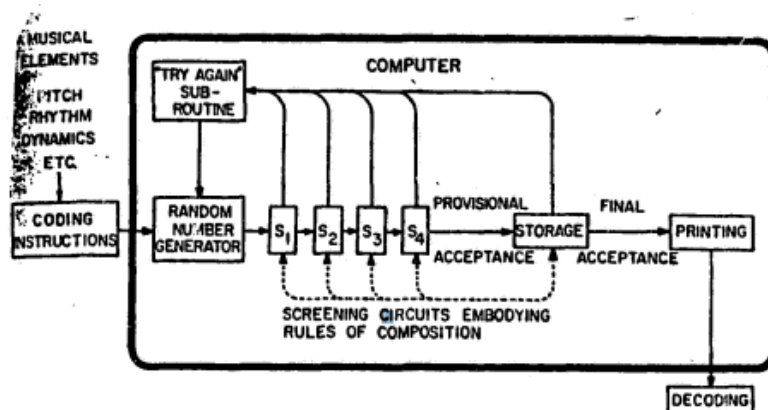 MUSICAL
ELEMENTS
PITCH
RHYTHM
DYNAMICS
ETC.
CODING
INSTRUCTIONS
COMPUTER
"TRY AGAIN"
SUB-
ROUTINE
RANDOM
NUMBER
GENERATOR
S1
S2
S3
S4
PROVISIONAL
ACCEPTANCE
STORAGE
FINAL
ACCEPTANCE
PRINTING
SCREENING CIRCUITS EMBODYING
RULES OF COMPOSITION
DECODING